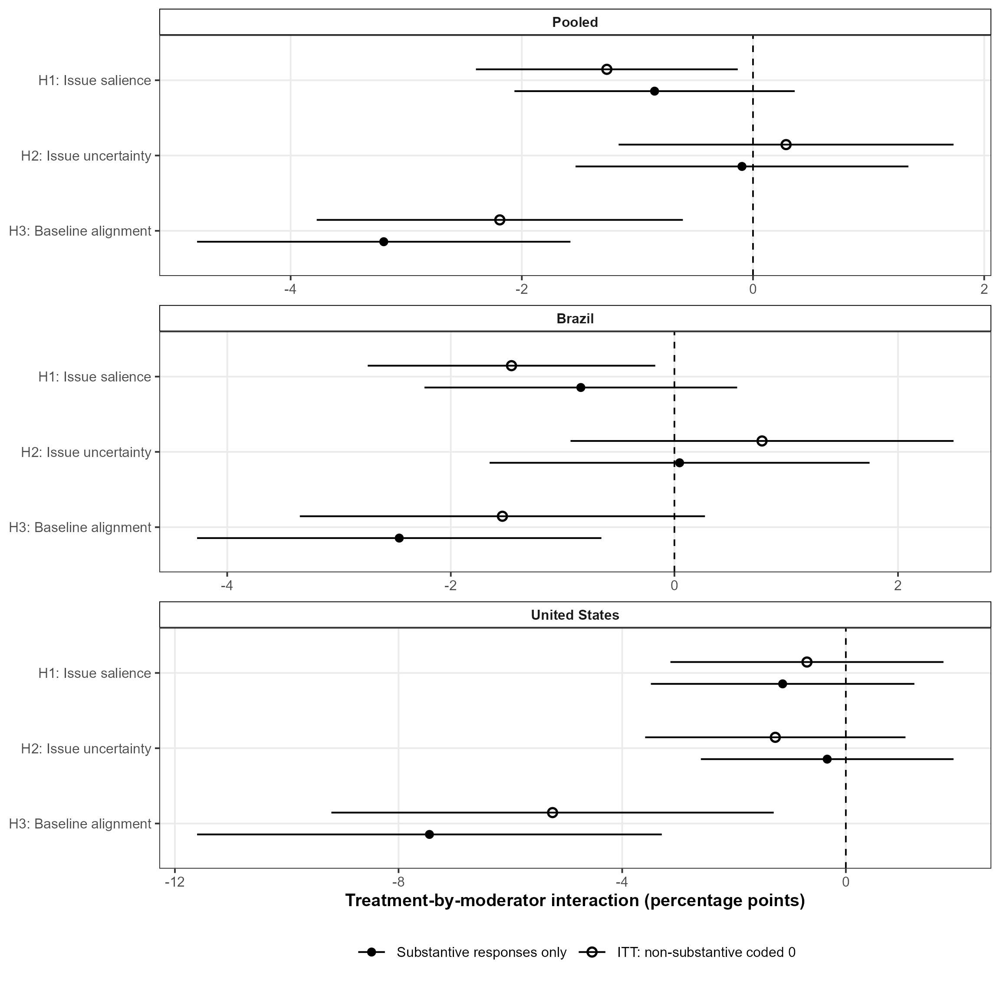 Pooled
H1: Issue salience
H2: Issue uncertainty
H3: Baseline alignment
-4 -2 0 2
Brazil
H1: Issue salience
H2: Issue uncertainty
H3: Baseline alignment
-4 -2 0 2
United States
H1: Issue salience
H2: Issue uncertainty
H3: Baseline alignment
-12 -8 -4 0
Treatment-by-moderator interaction (percentage points)
Substantive responses only ITT: non-substantive coded 0